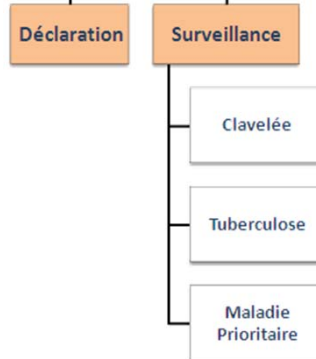 Déclaration
Surveillance
Clavelée
Tuberculose
Maladie
Prioritaire